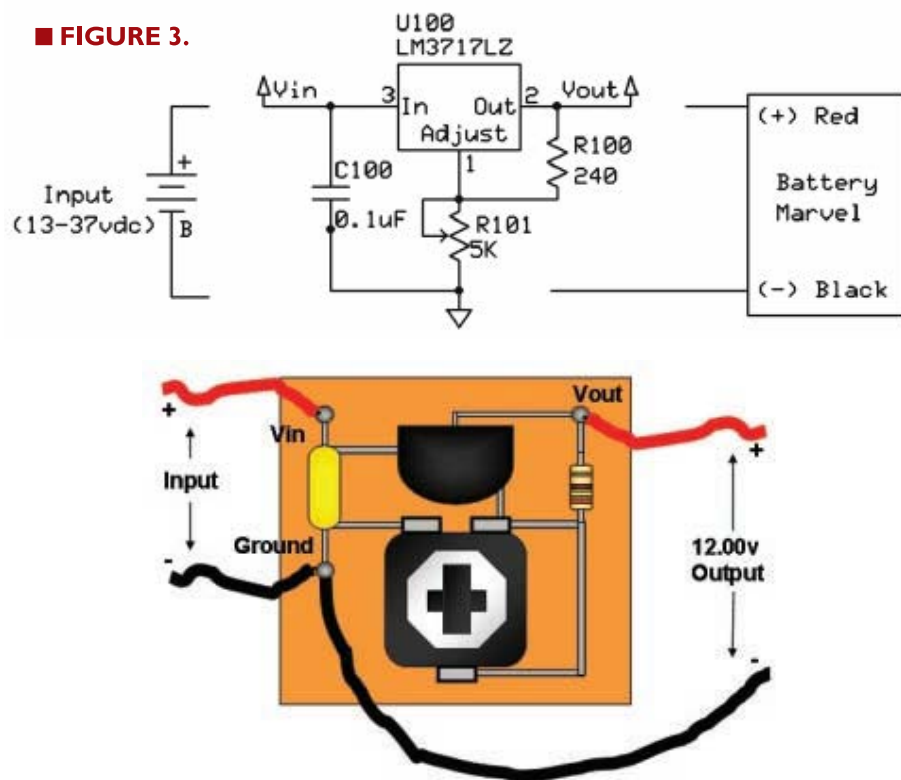 ■ FIGURE 3.
U100
LM3717LZ
Vin
3
In
Out
2
Vout
Adjust
1
C100
0.1uF
R100
240
R101
5K
+
Input
(13-37vdc)
B
(+) Red
Battery
Marvel
(-) Black
+
Vin
Input
Ground
-
Vout
+
12.00v
Output
-